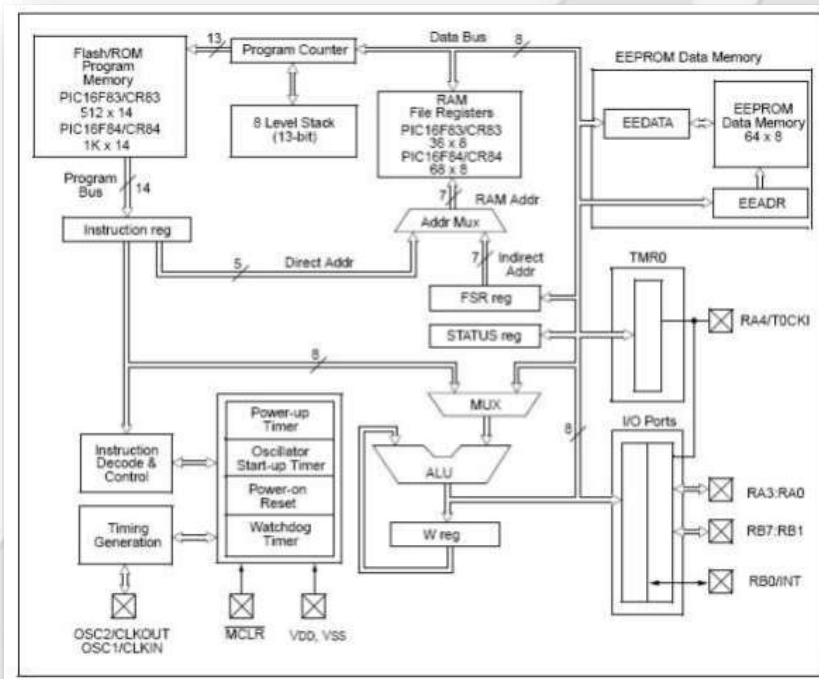 Flash/ROM
Program
Memory
PIC16F83/CR83
512 x 14
PIC16F84/CR84
1K x 14
13
Program Counter
8 Level Stack
(13-bit)
Data Bus
8
RAM
File Registers
PIC16F83/CR83
36 x 8
PIC16F84/CR84
68 x 8
EEPROM Data Memory
EEDATA
EEPROM
Data Memory
64 x 8
EEADR
Program
Bus
14
Instruction reg
7
RAM Addr
Addr Mux
5
Direct Addr
7
Indirect
Addr
FSR reg
STATUS reg
TMR0
RA4/T0CKI
8
MUX
8
I/O Ports
Power-up
Timer
Oscillator
Start-up Timer
Power-on
Reset
Watchdog
Timer
Instruction
Decode &
Control
Timing
Generation
ALU
W reg
RA3:RA0
RB7:RB1
RB0/INT
OSC2/CLKOUT
OSC1/CLKIN
MCLR
VDD, VSS